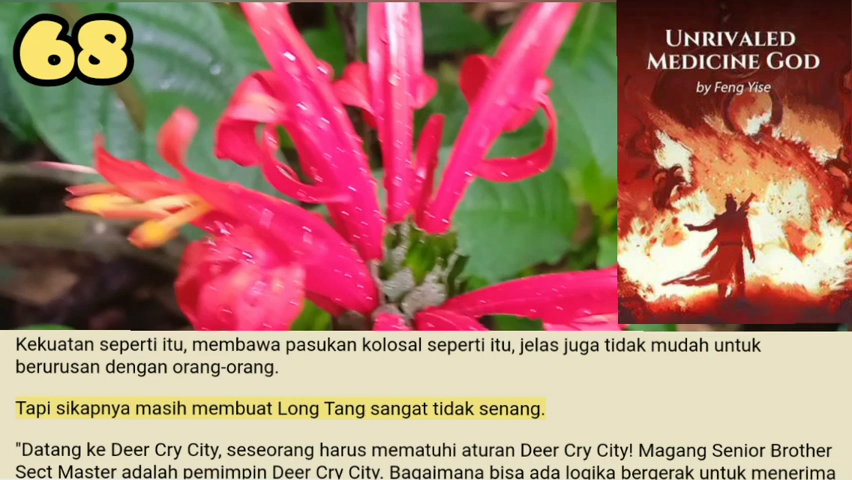 68
UNRIVALED
MEDICINE GOD
by Feng Yise
Kekuatan seperti itu, membawa pasukan kolosal seperti itu, jelas juga tidak mudah untuk
berurusan dengan orang-orang.
Tapi sikapnya masih membuat Long Tang sangat tidak senang.
"Datang ke Deer Cry City, seseorang harus mematuhi aturan Deer Cry City! Magang Senior Brother
Sect Master adalah pemimpin Deer Cry City. Bagaimana bisa ada logika bergerak untuk menerima